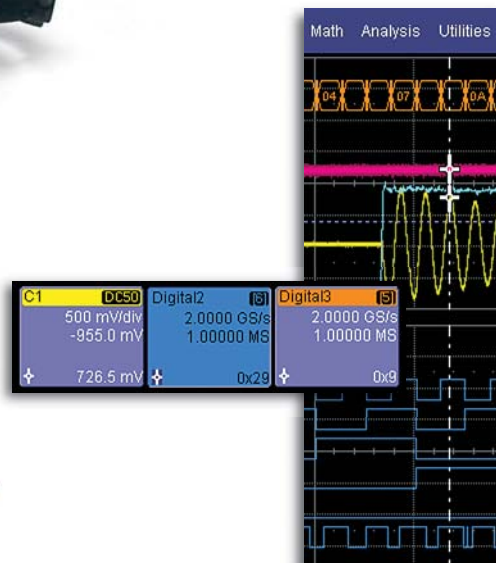 Math Analysis Utilities
04 07 0A
C1 DC50
500 mV/div
-955.0 mV
726.5 mV
Digital2 [6]
2.0000 GS/s
1.00000 MS
0x29
Digital3 [5]
2.0000 GS/s
1.00000 MS
0x9